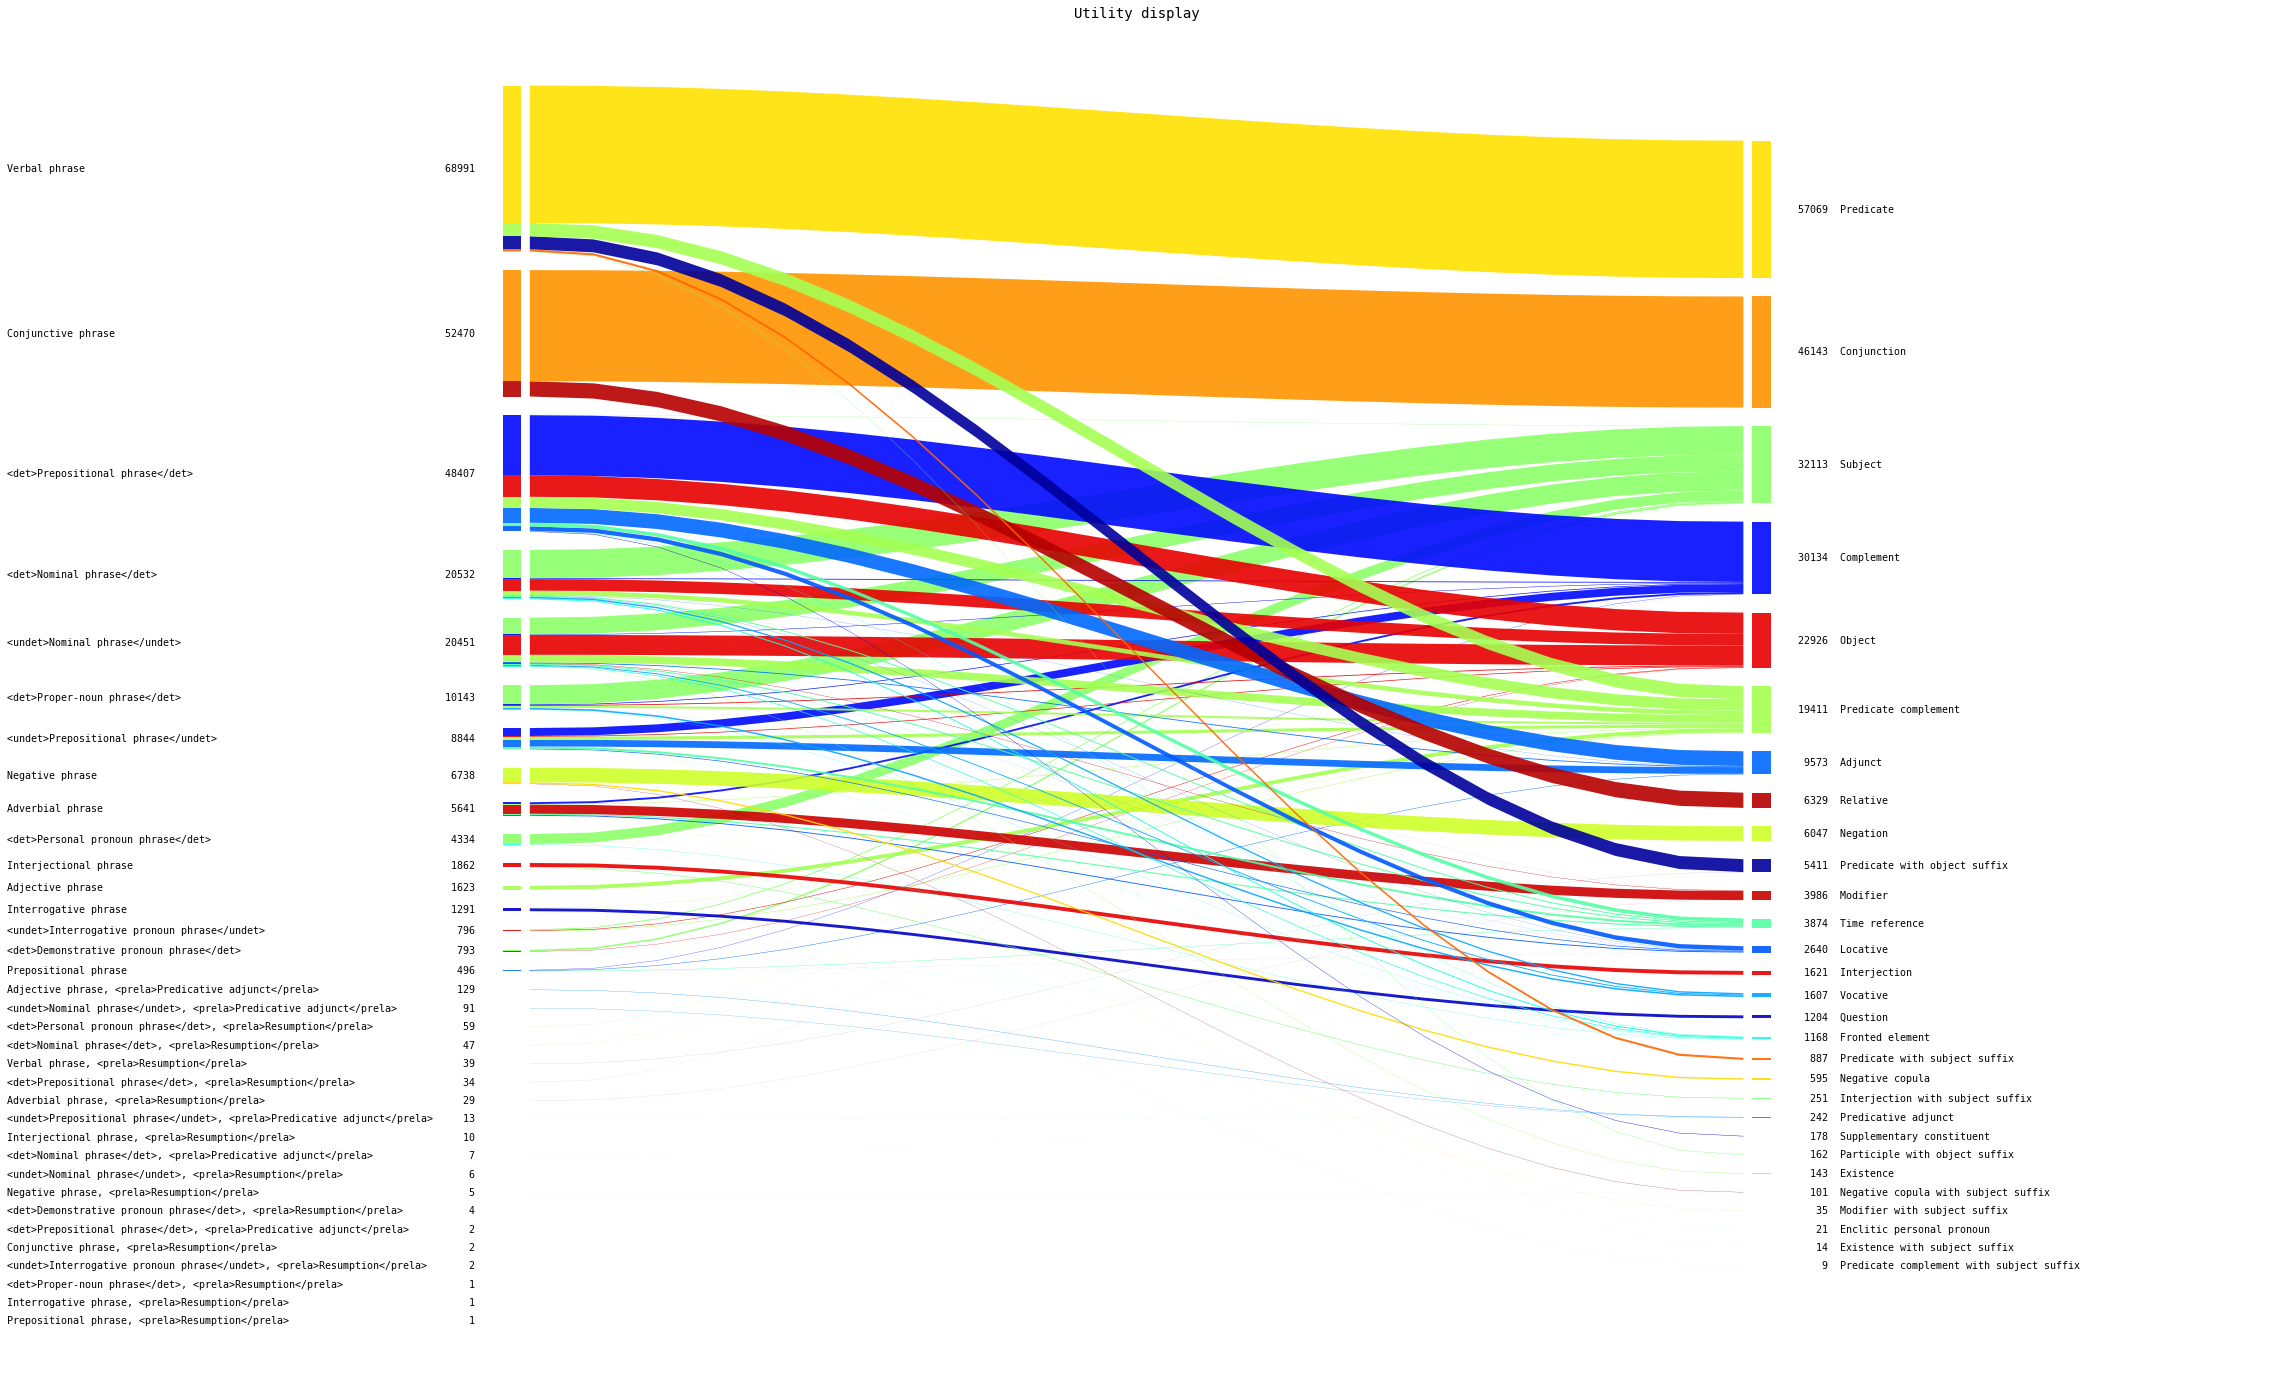 Utility display
Verbal phrase 68991
Conjunctive phrase 52470
<det>Prepositional phrase</det> 48407
<det>Nominal phrase</det> 20532
<undet>Nominal phrase</undet> 20451
<det>Proper-noun phrase</det> 10143
<undet>Prepositional phrase</undet> 8844
Negative phrase 6738
Adverbial phrase 5641
<det>Personal pronoun phrase</det> 4334
Interjectional phrase 1862
Adjective phrase 1623
Interrogative phrase 1291
<undet>Interrogative pronoun phrase</undet> 796
<det>Demonstrative pronoun phrase</det> 793
Prepositional phrase 496
Adjective phrase, <prela>Predicative adjunct</prela> 129
<undet>Nominal phrase</undet>, <prela>Predicative adjunct</prela> 91
<det>Personal pronoun phrase</det>, <prela>Resumption</prela> 59
<det>Nominal phrase</det>, <prela>Resumption</prela> 47
Verbal phrase, <prela>Resumption</prela> 39
<det>Prepositional phrase</det>, <prela>Resumption</prela> 34
Adverbial phrase, <prela>Resumption</prela> 29
<undet>Prepositional phrase</undet>, <prela>Predicative adjunct</prela> 13
Interjectional phrase, <prela>Resumption</prela> 10
<det>Nominal phrase</det>, <prela>Predicative adjunct</prela> 7
<undet>Nominal phrase</undet>, <prela>Resumption</prela> 6
Negative phrase, <prela>Resumption</prela> 5
<det>Demonstrative pronoun phrase</det>, <prela>Resumption</prela> 4
<det>Prepositional phrase</det>, <prela>Predicative adjunct</prela> 2
Conjunctive phrase, <prela>Resumption</prela> 2
<undet>Interrogative pronoun phrase</undet>, <prela>Resumption</prela> 2
<det>Proper-noun phrase</det>, <prela>Resumption</prela> 1
Interrogative phrase, <prela>Resumption</prela> 1
Prepositional phrase, <prela>Resumption</prela> 1
57069 Predicate
46143 Conjunction
32113 Subject
30134 Complement
22926 Object
19411 Predicate complement
9573 Adjunct
6329 Relative
6047 Negation
5411 Predicate with object suffix
3986 Modifier
3874 Time reference
2640 Locative
1621 Interjection
1607 Vocative
1204 Question
1168 Fronted element
887 Predicate with subject suffix
595 Negative copula
251 Interjection with subject suffix
242 Predicative adjunct
178 Supplementary constituent
162 Participle with object suffix
143 Existence
101 Negative copula with subject suffix
35 Modifier with subject suffix
21 Enclitic personal pronoun
14 Existence with subject suffix
9 Predicate complement with subject suffix